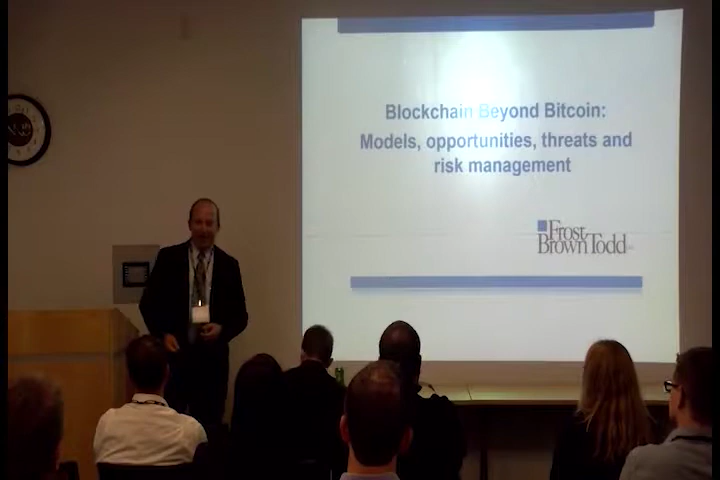 Blockchain Beyond Bitcoin:
Models, opportunities, threats and
risk management
Frost
Brown Todd